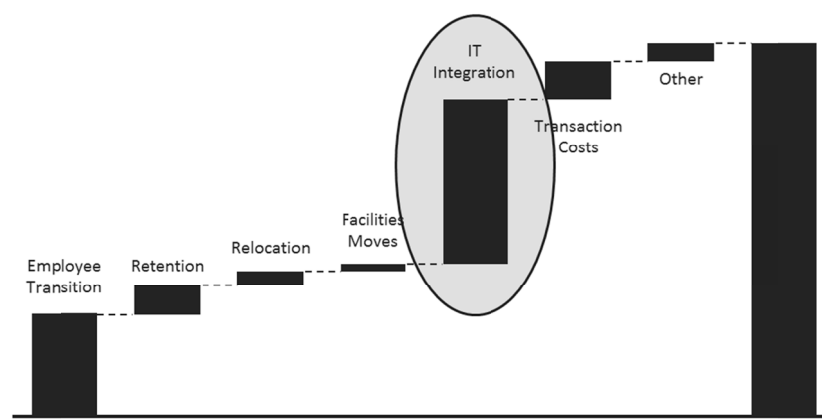 Employee
Transition
Retention
Relocation
Facilities
Moves
IT
Integration
Transaction
Costs
Other